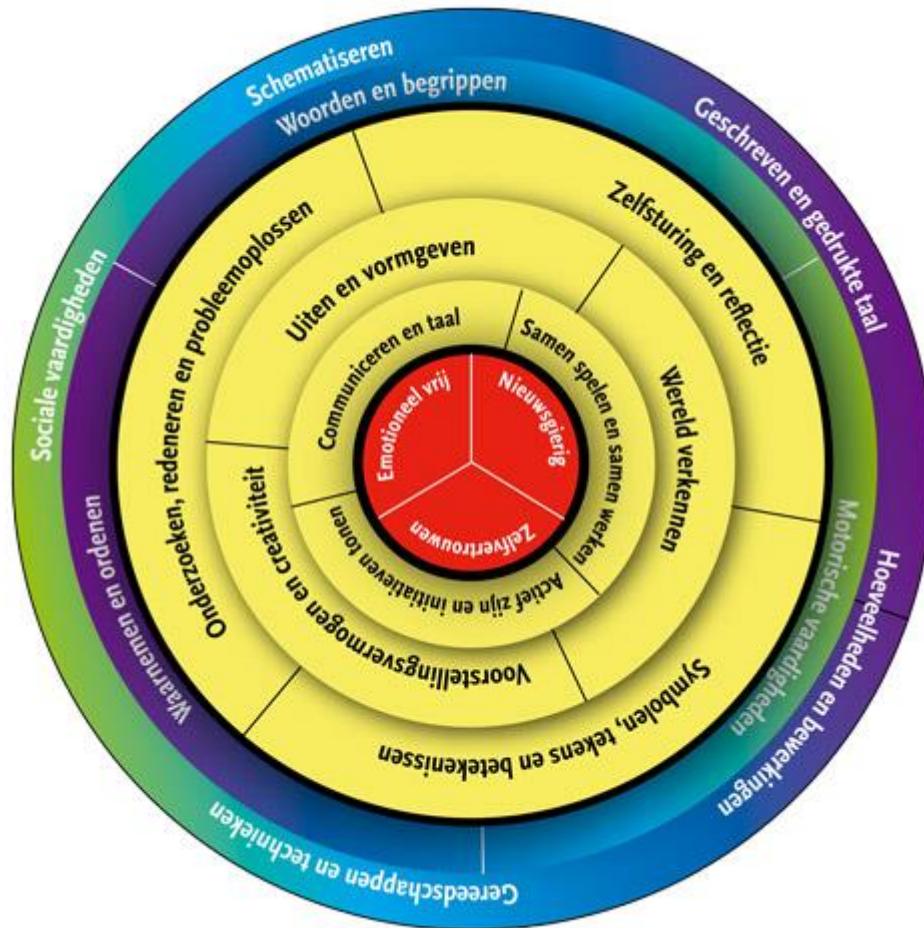 Schematiseren
Woorden en begrippen
Geschreven en gedrukte taal
Zelfsturing en reflectie
Onderzoeken, redeneren en probleemoplossen
Uiten en vormgeven
Communiceren en taal
Samen spelen en samen werken
Wereld verkennen
Emotioneel vrij
Nieuwsgierig
Zelfvertrouwen
Actief zijn en initiatieven tonen
Voorstellingsvermogen en creativiteit
Symbolen, tekens en betekenissen
Sociale vaardigheden
Waarnemen en ordenen
Motorische vaardigheden
Hoeveelheden en bewerkingen
Gereedschappen en technieken